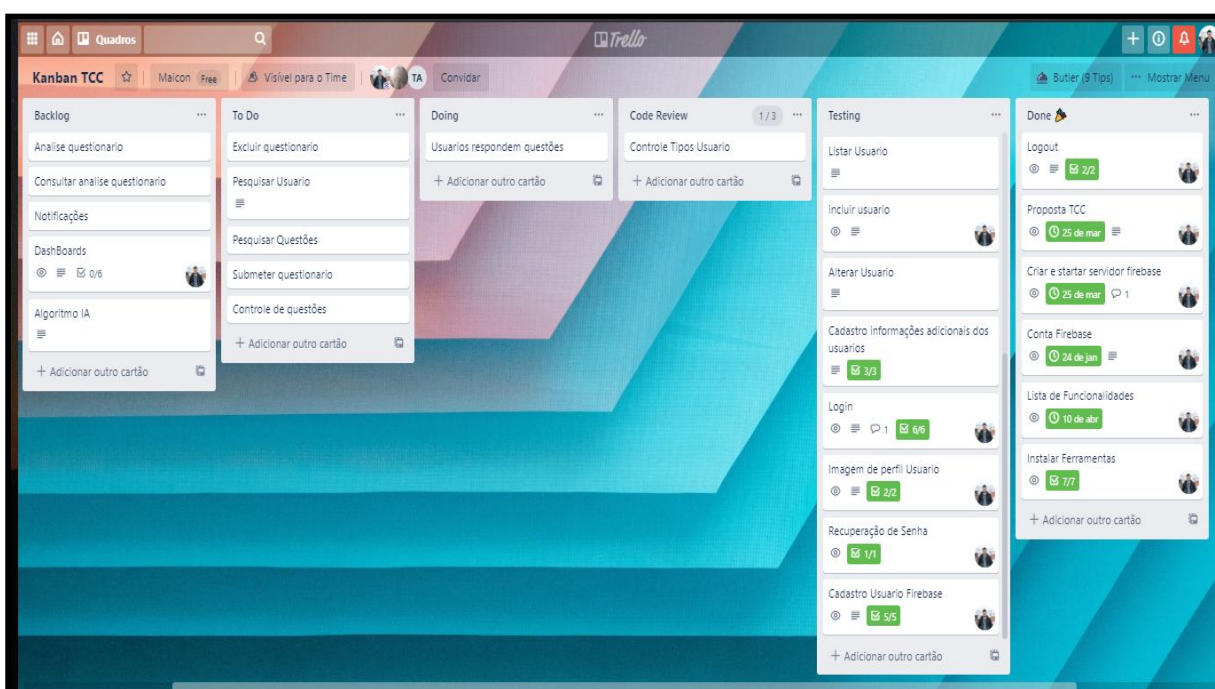 Quadros
Trello
Kanban TCC
Maicon Free
Visível para o Time
TA
Convidar
Butler (9 Tips)
Mostrar Menu
Backlog
Analise questionario
Consultar analise questionario
Notificações
DashBoards
0/6
Algoritmo IA
+ Adicionar outro cartão
To Do
Excluir questionario
Pesquisar Usuario
Pesquisar Questões
Submeter questionario
Controle de questões
+ Adicionar outro cartão
Doing
Usuarios respondem questões
+ Adicionar outro cartão
Code Review 1/3
Controle Tipos Usuario
+ Adicionar outro cartão
Testing
Listar Usuario
incluir usuario
Alterar Usuario
Cadastro informações adicionais dos
usuarios
3/3
Login
1 6/6
Imagem de perfil Usuario
2/2
Recuperação de Senha
1/1
Cadastro Usuario Firebase
5/5
+ Adicionar outro cartão
Done
Logout
2/2
Proposta TCC
25 de mar
Criar e startar servidor firebase
25 de mar 1
Conta Firebase
24 de jan
Lista de Funcionalidades
10 de abr
Instalar Ferramentas
7/7
+ Adicionar outro cartão